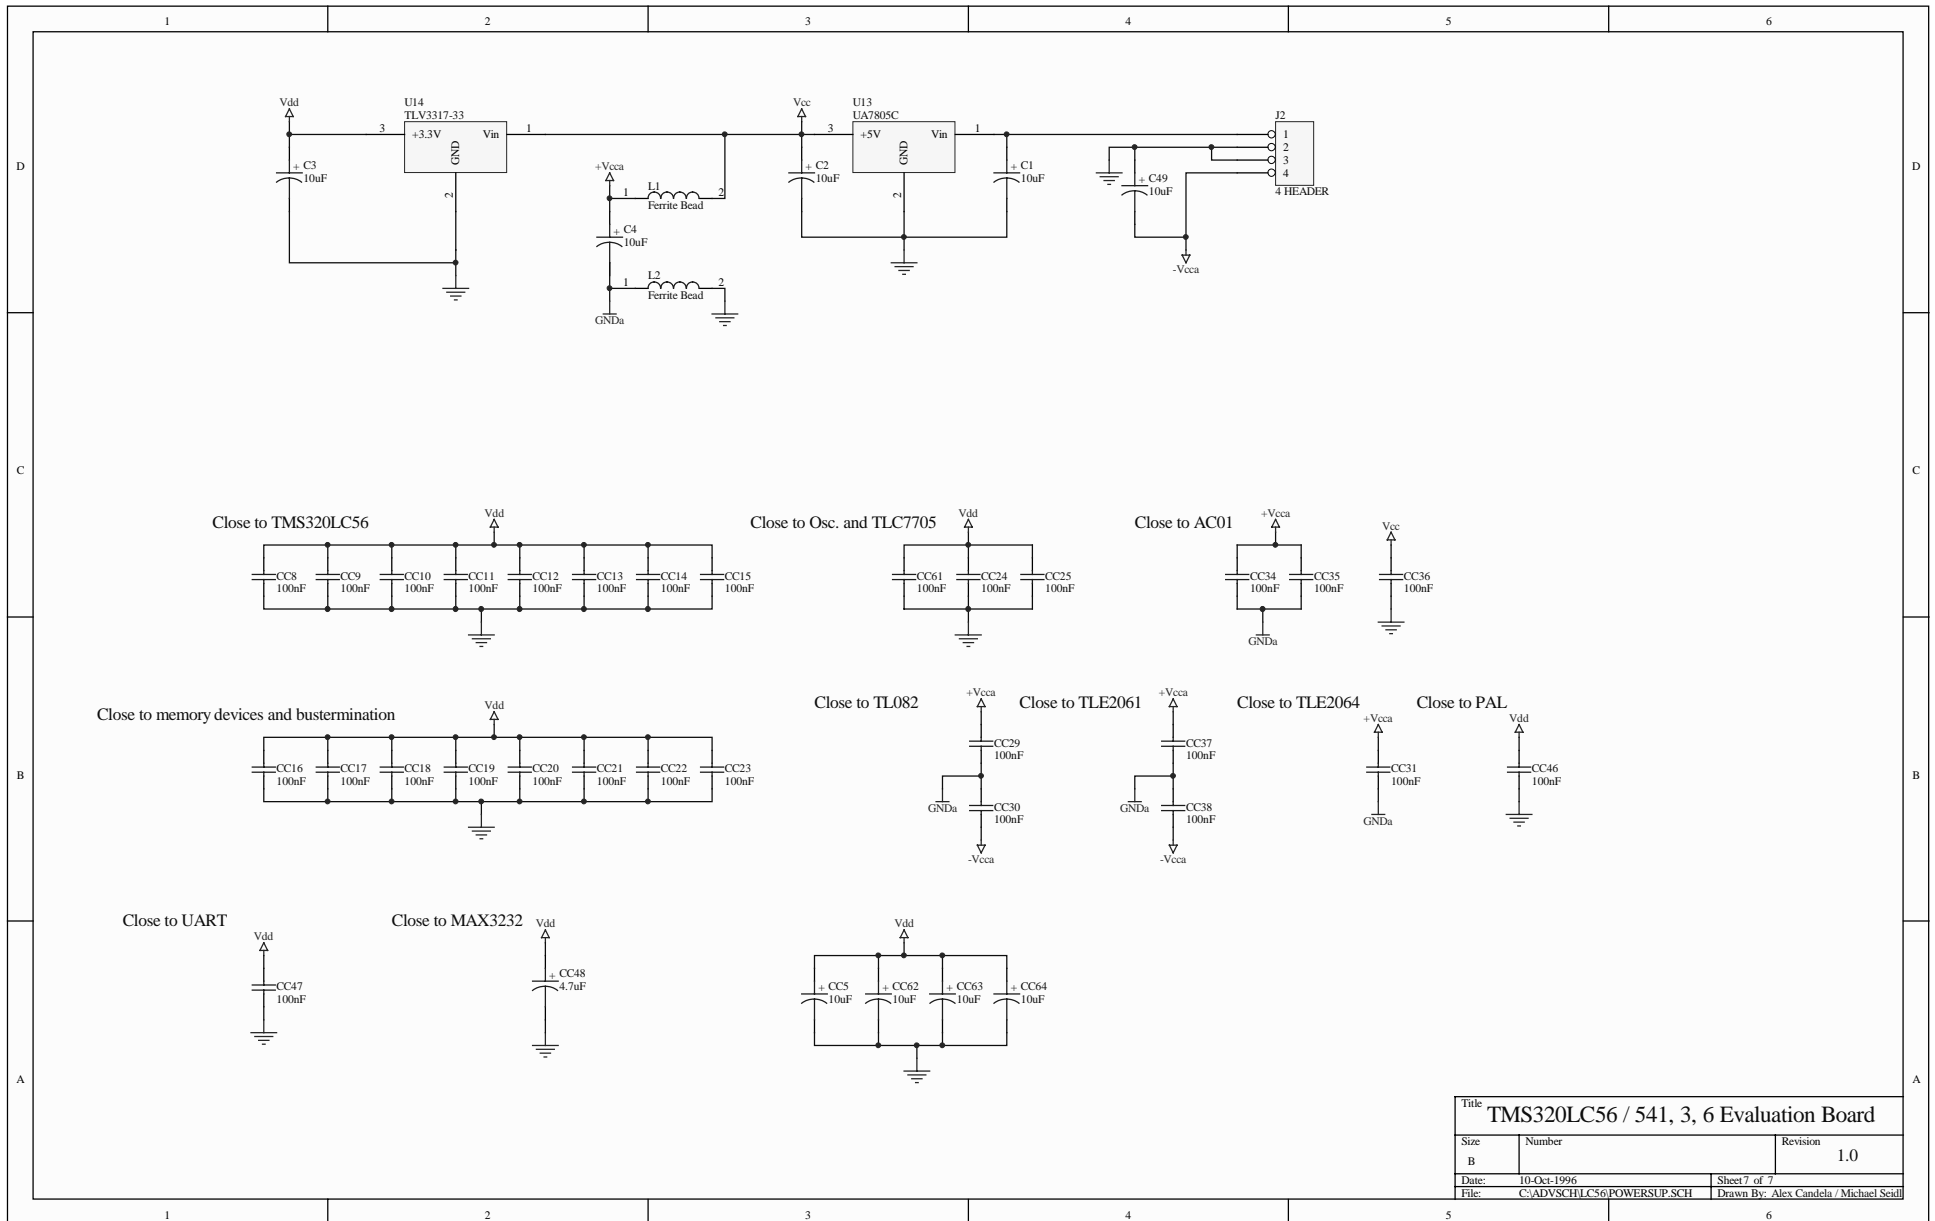 1 2 3 4 5 6
D D
C C
B B
A A
Vdd
U14
TLV3317-33
3 +3.3V Vin 1
GND
2
+ C3
10uF
+Vcca
1 L1 2
Ferrite Bead
+ C4
10uF
1 L2 2
Ferrite Bead
GNDa
Vcc
U13
UA7805C
3 +5V Vin 1
GND
2
+ C2
10uF
+ C1
10uF
J2
1
2
3
4
4 HEADER
+ C49
10uF
-Vcca
Close to TMS320LC56
Vdd
CC8 CC9 CC10 CC11 CC12 CC13 CC14 CC15
100nF 100nF 100nF 100nF 100nF 100nF 100nF 100nF
Close to Osc. and TLC7705
Vdd
CC61 CC24 CC25
100nF 100nF 100nF
Close to AC01
+Vcca
CC34 CC35
100nF 100nF
GNDa
Vcc
CC36
100nF
Close to memory devices and bustermination
Vdd
CC16 CC17 CC18 CC19 CC20 CC21 CC22 CC23
100nF 100nF 100nF 100nF 100nF 100nF 100nF 100nF
Close to TL082
+Vcca
CC29
100nF
GNDa
CC30
100nF
-Vcca
Close to TLE2061
+Vcca
CC37
100nF
GNDa
CC38
100nF
-Vcca
Close to TLE2064
+Vcca
CC31
100nF
GNDa
Close to PAL
Vdd
CC46
100nF
Close to UART
Vdd
CC47
100nF
Close to MAX3232
Vdd
+ CC48
4.7uF
Vdd
+ CC5 + CC62 + CC63 + CC64
10uF 10uF 10uF 10uF
Title
TMS320LC56 / 541, 3, 6 Evaluation Board
Size Number Revision
B 1.0
Date: 10-Oct-1996 Sheet 7 of 7
File: C:\ADVSCH\LC56\POWERSUP.SCH Drawn By: Alex Candela / Michael Seidl
1 2 3 4 5 6